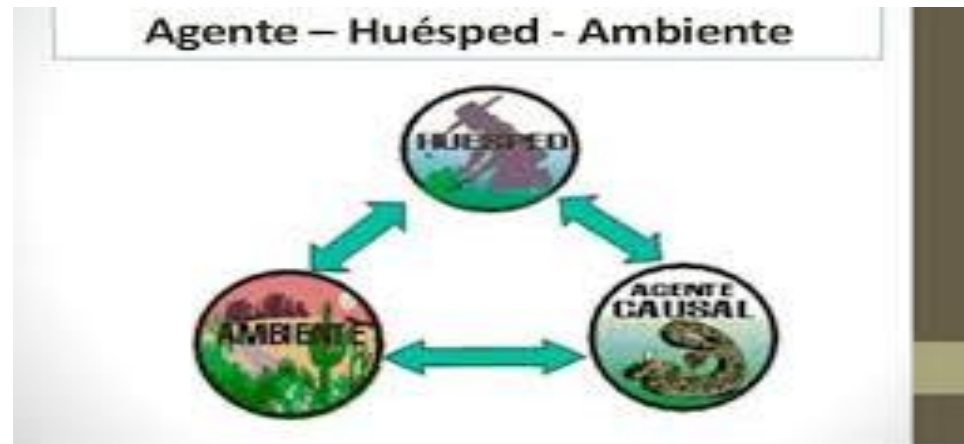 Agente – Huésped - Ambiente
HUESPED
AMBIENTE
AGENTE
CAUSAL